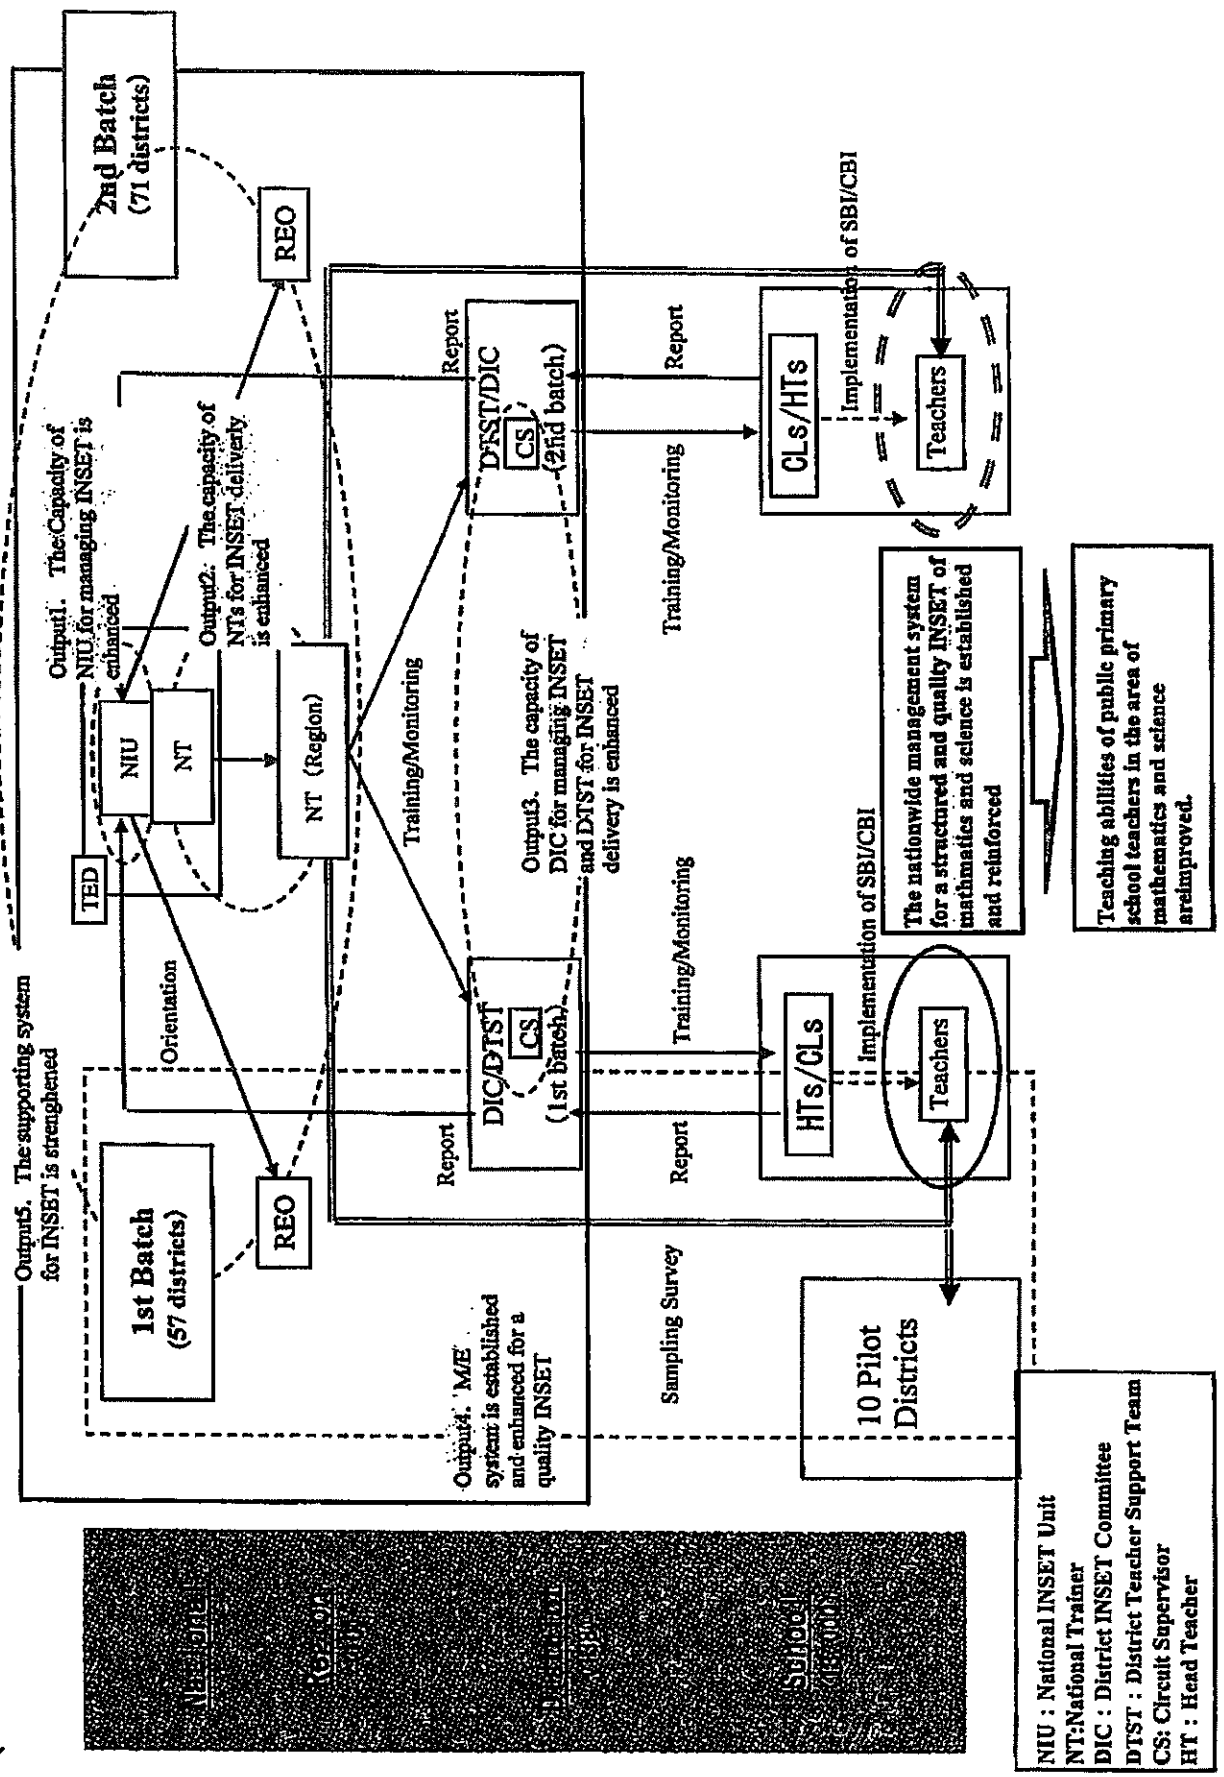 Output5. The supporting system
for INSET is strenghened
1st Batch
(57 districts)
2nd Batch
(71 districts)
TED
NIU
NT
Output1. The Capacity of
NIU for managing INSET is
enhanced
Output2. The capacity of
NTs for INSET deliverly
is enhanced
Orientation
REO
REO
NT (Region)
Training/Monitoring
Report
Report
Output4. M/E
system is established
and enhanced for a
quality INSET
DIC/DTST
CS
(1st batch)
Output3. The capacity of
DIC for managing INSET
and DTST for INSET
delivery is enhanced
DTST/DIC
CS
(2nd batch)
Sampling Survey
Report
Training/Monitoring
Training/Monitoring
Report
10 Pilot
Districts
HTs/CLs
Implementation of SBI/CBI
Teachers
CLs/HTs
Implementation of SBI/CBI
Teachers
The nationwide management system
for a structured and quality INSET of
mathmatics and science is established
and reinforced
Teaching abilities of public primary
school teachers in the area of
mathematics and science
areimproved.
National
Region
District
School
NIU : National INSET Unit
NT:National Trainer
DIC : District INSET Committee
DTST : District Teacher Support Team
CS: Circuit Supervisor
HT : Head Teacher